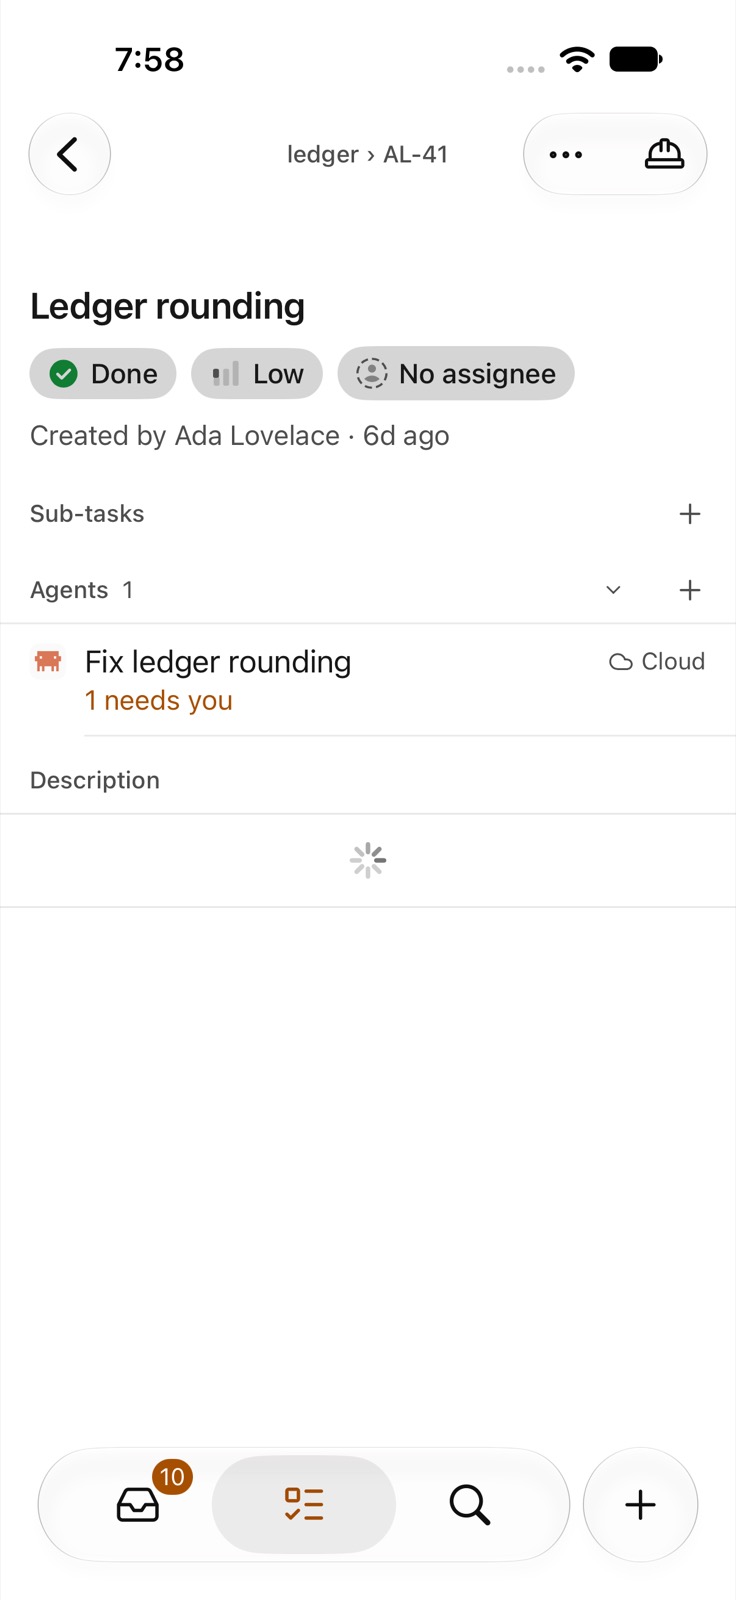 7:58
ledger › AL-41
Ledger rounding
Done
Low
No assignee
Created by Ada Lovelace · 6d ago
Sub-tasks
Agents 1
Fix ledger rounding
Cloud
1 needs you
Description
10